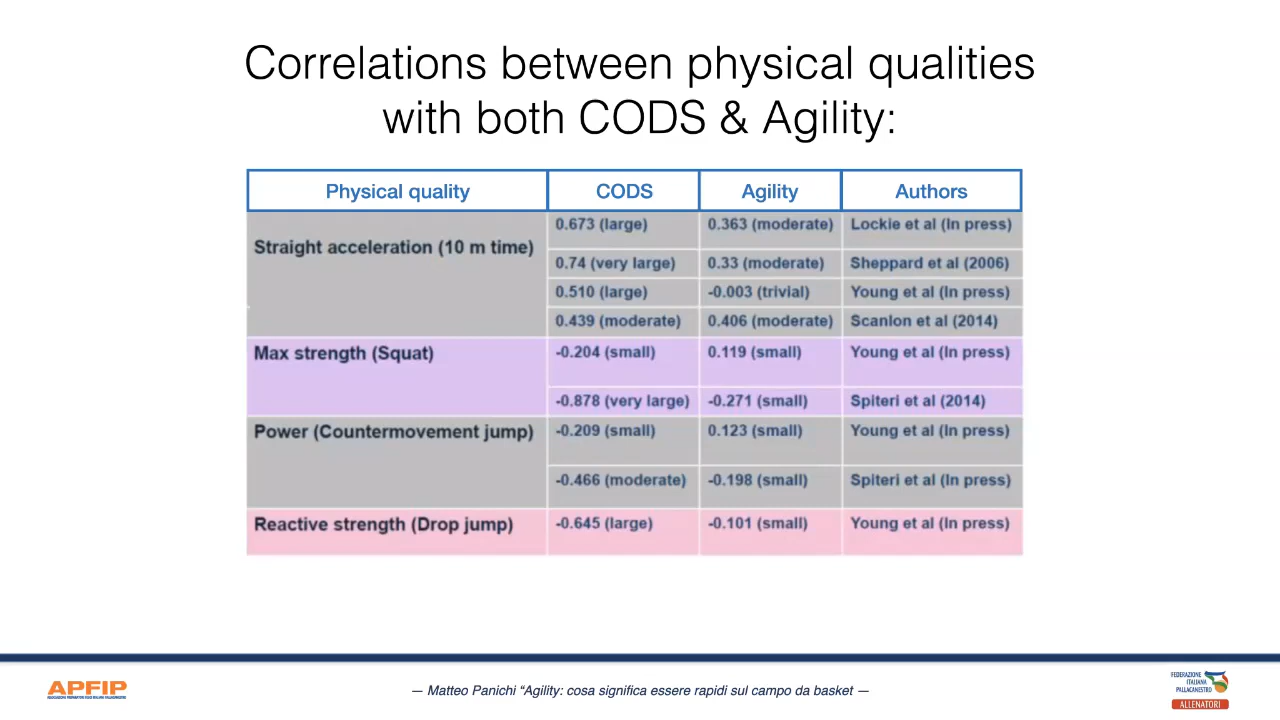 Correlations between physical qualities
with both CODS & Agility:
Physical quality CODS Agility Authors
Straight acceleration (10 m time) 0.673 (large) 0.363 (moderate) Lockie et al (In press)
0.74 (very large) 0.33 (moderate) Sheppard et al (2006)
0.510 (large) -0.003 (trivial) Young et al (In press)
0.439 (moderate) 0.406 (moderate) Scanlon et al (2014)
Max strength (Squat) -0.204 (small) 0.119 (small) Young et al (In press)
-0.878 (very large) -0.271 (small) Spiteri et al (2014)
Power (Countermovement jump) -0.209 (small) 0.123 (small) Young et al (In press)
-0.466 (moderate) -0.198 (small) Spiteri et al (In press)
Reactive strength (Drop jump) -0.645 (large) -0.101 (small) Young et al (In press)
APFIP
— Matteo Panichi “Agility: cosa significa essere rapidi sul campo da basket —
FEDERAZIONE
ITALIANA
PALLACANESTRO
ALLENATORI